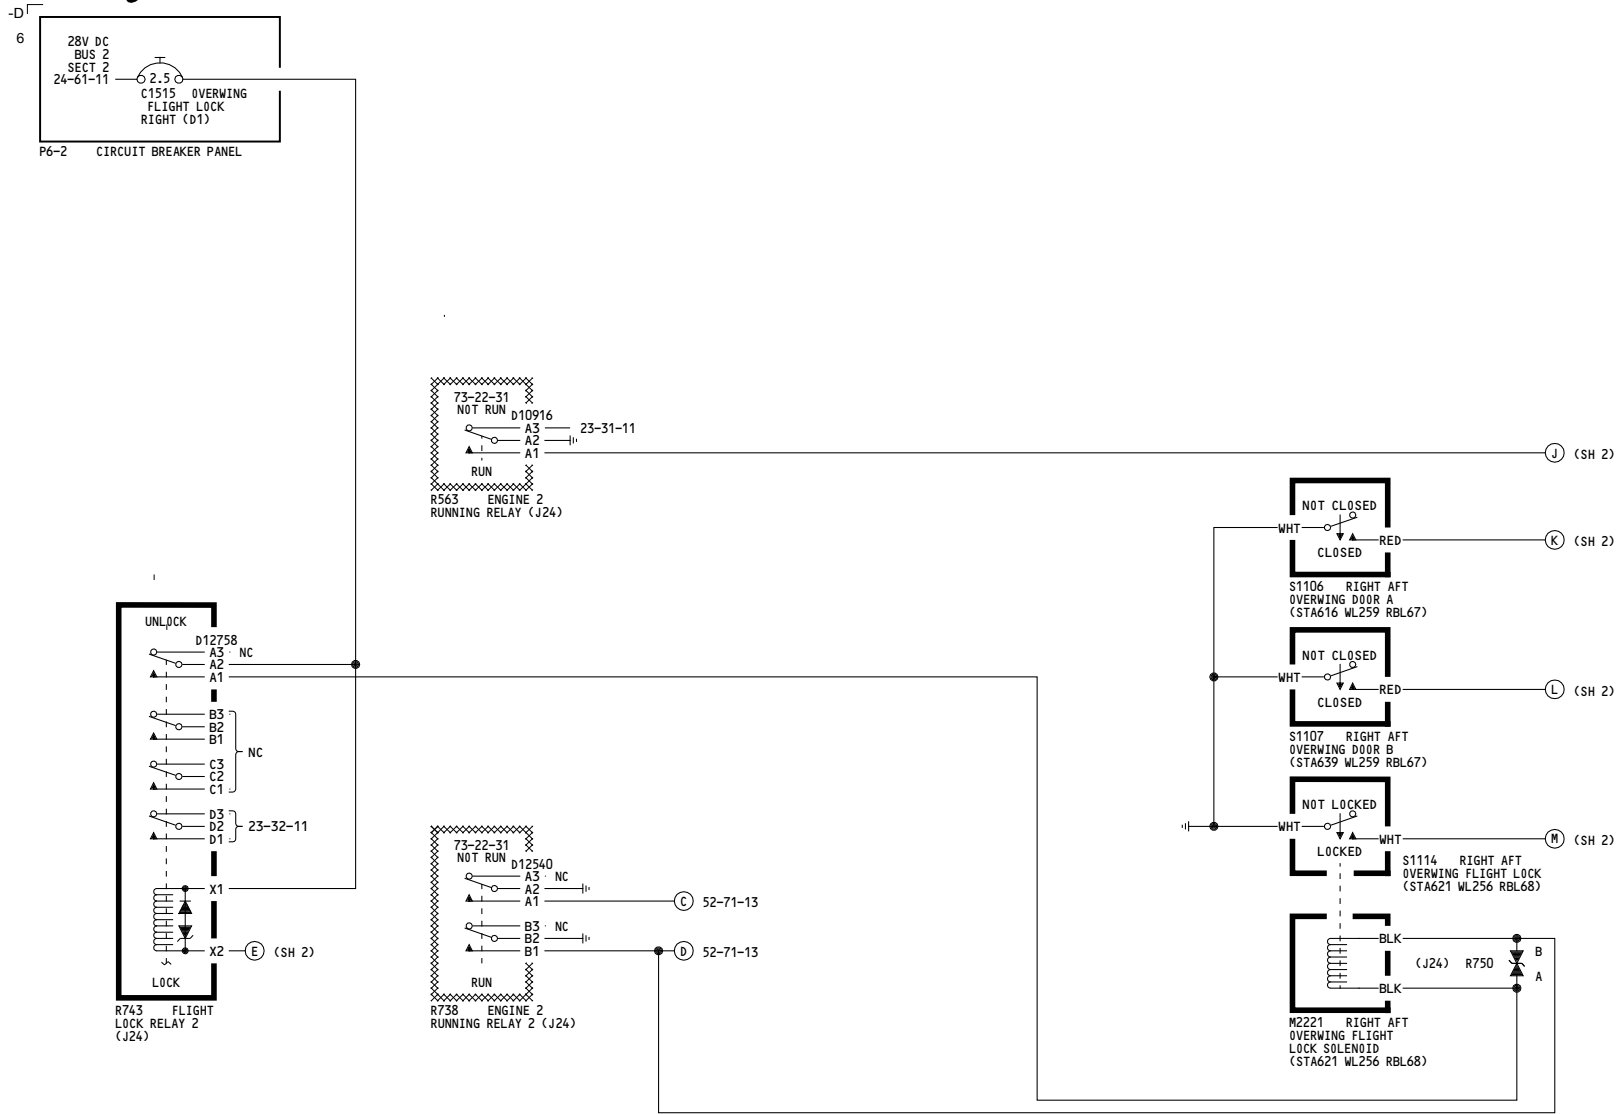 -D
6
28V DC
BUS 2
SECT 2
24-61-11
2.5
C1515 OVERWING
FLIGHT LOCK
RIGHT (D1)
P6-2 CIRCUIT BREAKER PANEL
73-22-31
NOT RUN
D10916
A3 23-31-11
A2
A1
RUN
R563 ENGINE 2
RUNNING RELAY (J24)
J (SH 2)
NOT CLOSED
WHT
RED
CLOSED
K (SH 2)
S1106 RIGHT AFT
OVERWING DOOR A
(STA616 WL259 RBL67)
UNLOCK
D12758
A3 NC
A2
A1
B3
B2
B1
NC
C3
C2
C1
D3
D2 23-32-11
D1
X1
X2 E (SH 2)
LOCK
R743 FLIGHT
LOCK RELAY 2
(J24)
NOT CLOSED
WHT
RED
CLOSED
L (SH 2)
S1107 RIGHT AFT
OVERWING DOOR B
(STA639 WL259 RBL67)
NOT LOCKED
WHT
WHT
LOCKED
M (SH 2)
S1114 RIGHT AFT
OVERWING FLIGHT LOCK
(STA621 WL256 RBL68)
73-22-31
NOT RUN
D12540
A3 NC
A2
A1
C 52-71-13
B3 NC
B2
B1
D 52-71-13
RUN
R738 ENGINE 2
RUNNING RELAY 2 (J24)
BLK
(J24) R750
B
A
BLK
M2221 RIGHT AFT
OVERWING FLIGHT
LOCK SOLENOID
(STA621 WL256 RBL68)